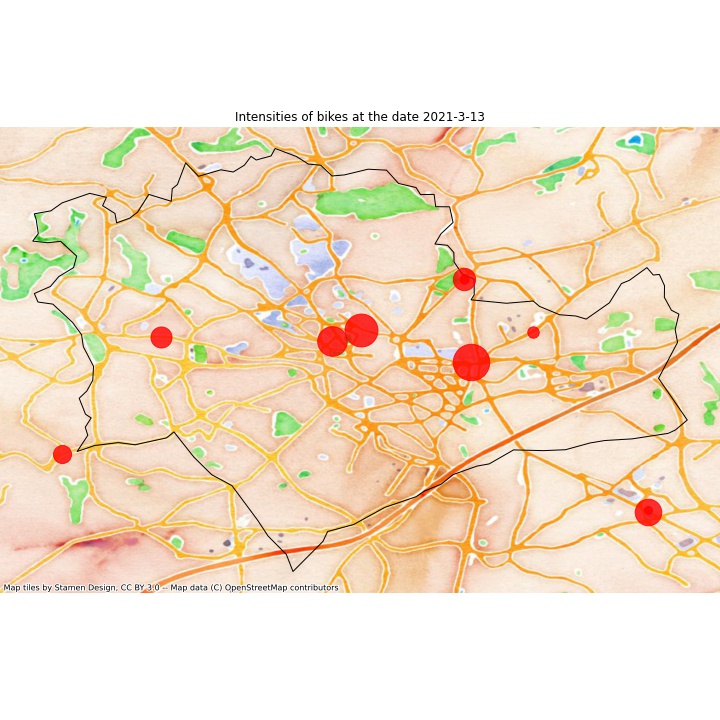 Intensities of bikes at the date 2021-3-13
Map tiles by Stamen Design, CC BY 3.0 -- Map data (C) OpenStreetMap contributors